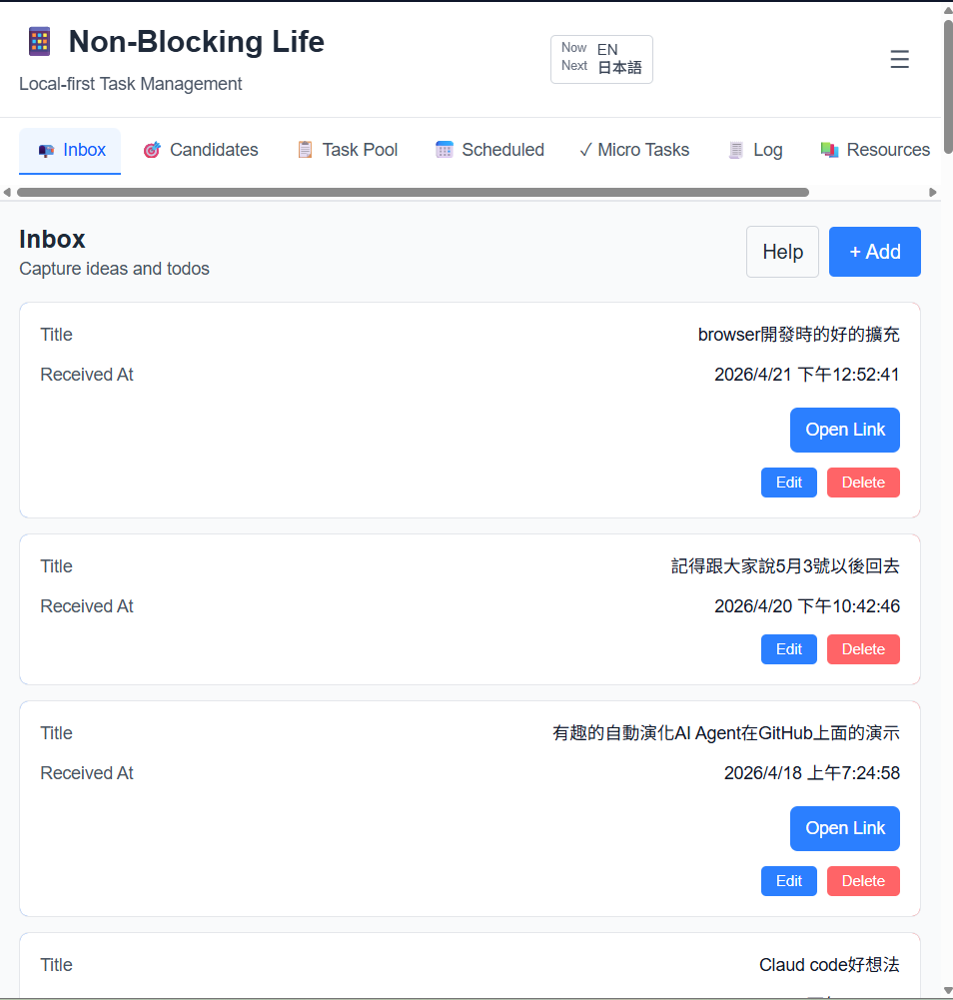 Non-Blocking Life
Local-first Task Management
Now EN
Next 日本語
Inbox Candidates Task Pool Scheduled ✓ Micro Tasks Log Resources
Inbox
Capture ideas and todos
Help + Add
Title browser開發時的好的擴充
Received At 2026/4/21 下午12:52:41
Open Link
Edit Delete
Title 記得跟大家說5月3號以後回去
Received At 2026/4/20 下午10:42:46
Edit Delete
Title 有趣的自動演化AI Agent在GitHub上面的演示
Received At 2026/4/18 上午7:24:58
Open Link
Edit Delete
Title Claud code好想法